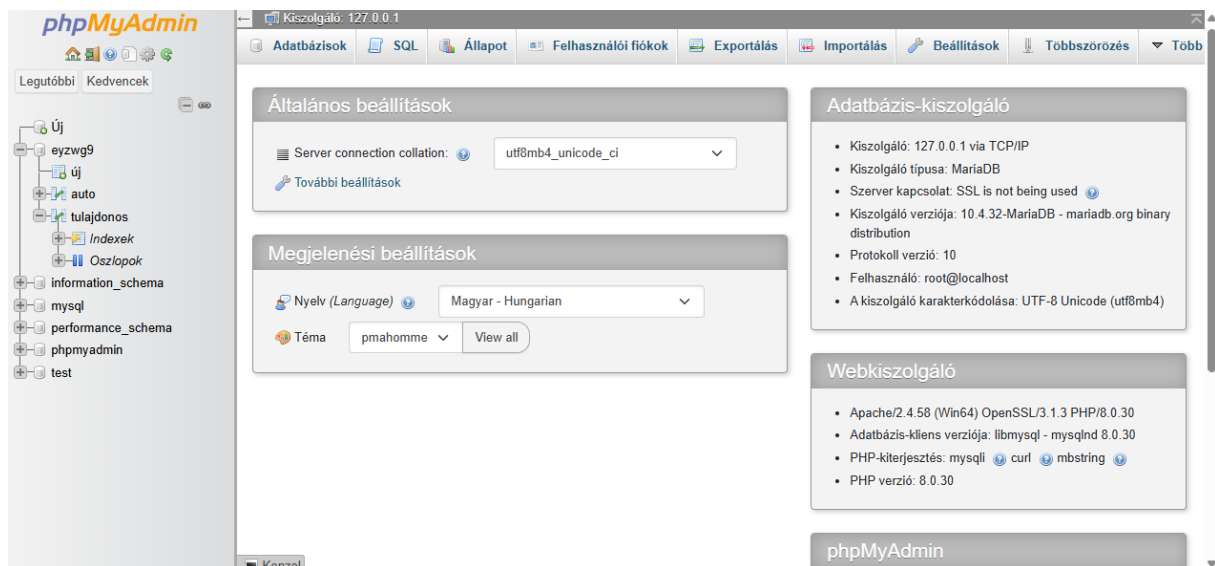 phpMyAdmin
Legutóbbi Kedvencek
Új
eyzwg9
új
auto
tulajdonos
Indexek
Oszlopok
information_schema
mysql
performance_schema
phpmyadmin
test
Kiszolgáló: 127.0.0.1
Adatbázisok SQL Állapot Felhasználói fiókok Exportálás Importálás Beállítások Többszörözés Több
Általános beállítások
Server connection collation: utf8mb4_unicode_ci
További beállítások
Megjelenési beállítások
Nyelv (Language) Magyar - Hungarian
Téma pmahomme View all
Adatbázis-kiszolgáló
• Kiszolgáló: 127.0.0.1 via TCP/IP
• Kiszolgáló típusa: MariaDB
• Szerver kapcsolat: SSL is not being used
• Kiszolgáló verziója: 10.4.32-MariaDB - mariadb.org binary
distribution
• Protokoll verzió: 10
• Felhasználó: root@localhost
• A kiszolgáló karakterkódolása: UTF-8 Unicode (utf8mb4)
Webkiszolgáló
• Apache/2.4.58 (Win64) OpenSSL/3.1.3 PHP/8.0.30
• Adatbázis-kliens verziója: libmysql - mysqlnd 8.0.30
• PHP-kiterjesztés: mysqli curl mbstring
• PHP verzió: 8.0.30
phpMyAdmin
Konzol